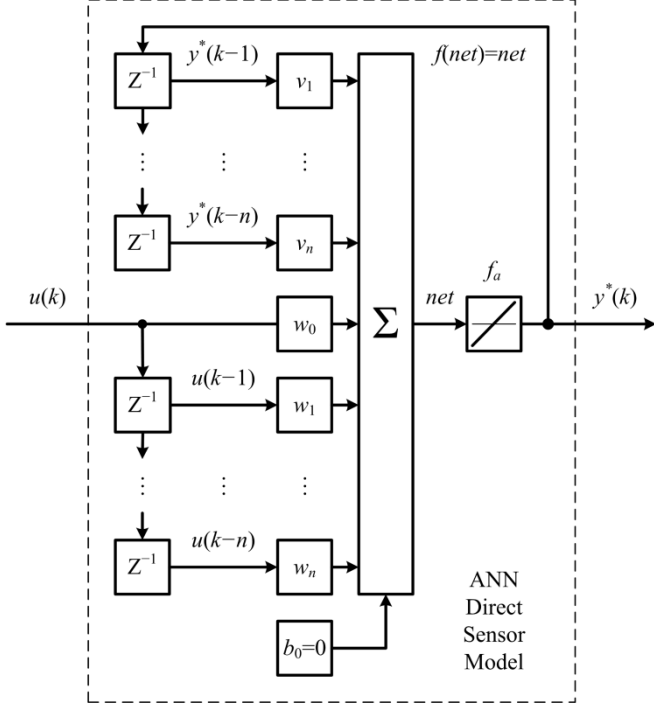 y*(k−1)
f(net)=net
Z⁻¹
v₁
⋮ ⋮ ⋮
y*(k−n)
Z⁻¹
vₙ
u(k)
w₀
Σ
net
fₐ
y*(k)
u(k−1)
Z⁻¹
w₁
⋮ ⋮ ⋮
u(k−n)
Z⁻¹
wₙ
b₀=0
ANN
Direct
Sensor
Model